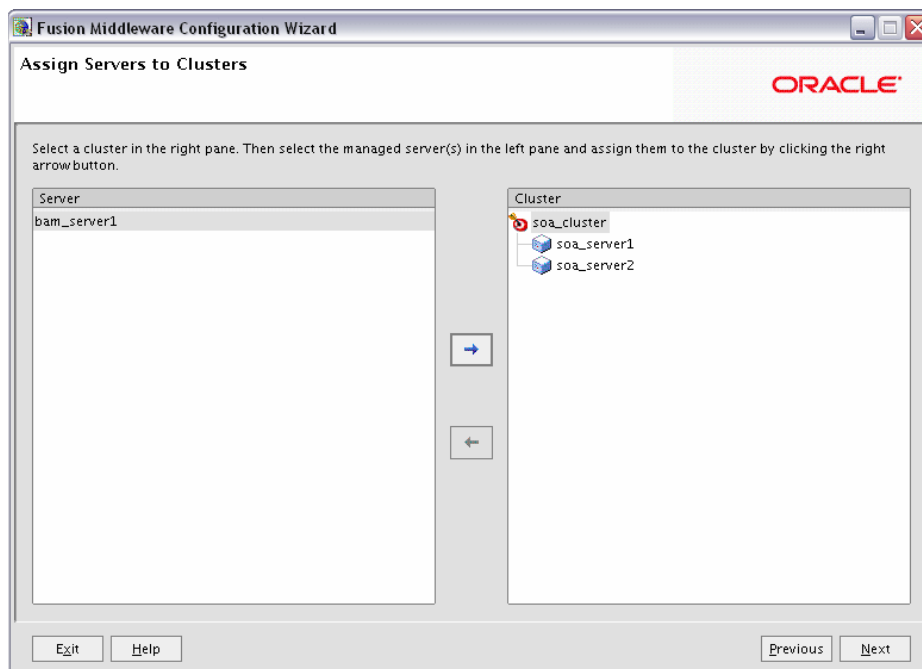 Fusion Middleware Configuration Wizard
Assign Servers to Clusters
ORACLE
Select a cluster in the right pane. Then select the managed server(s) in the left pane and assign them to the cluster by clicking the right
arrow button.
Server
bam_server1
Cluster
soa_cluster
soa_server1
soa_server2
Exit
Help
Previous
Next